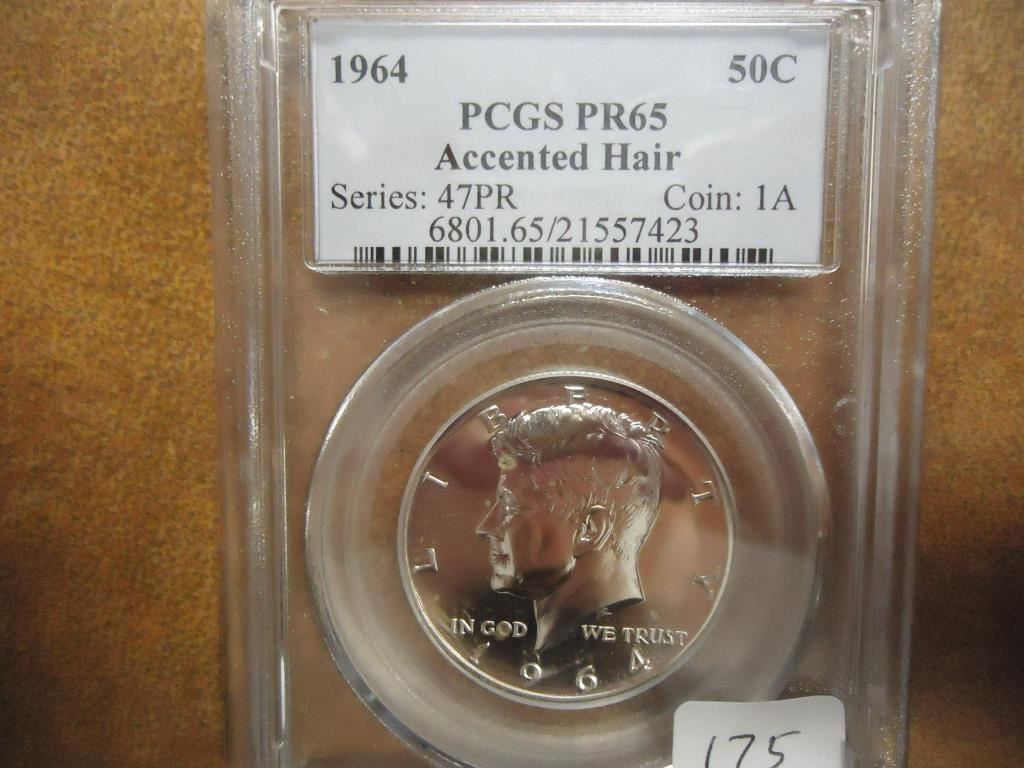 1964 50C
PCGS PR65
Accented Hair
Series: 47PR Coin: 1A
6801.65/21557423
LIBERTY
IN GOD WE TRUST
1964
175